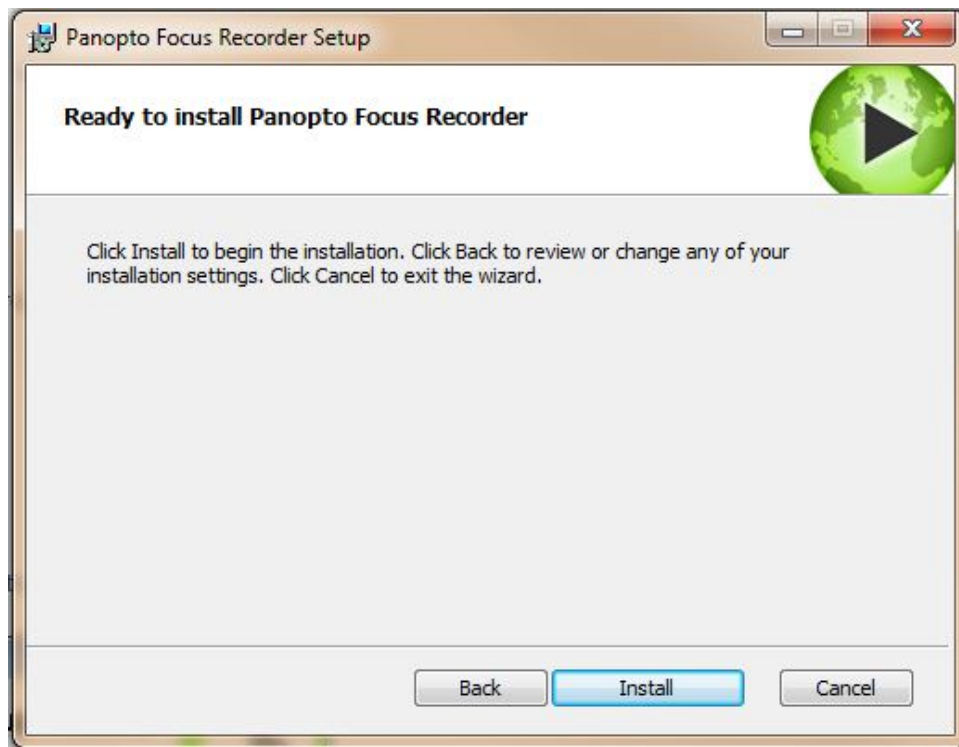 Panopto Focus Recorder Setup
Ready to install Panopto Focus Recorder
Click Install to begin the installation. Click Back to review or change any of your
installation settings. Click Cancel to exit the wizard.
Back Install Cancel